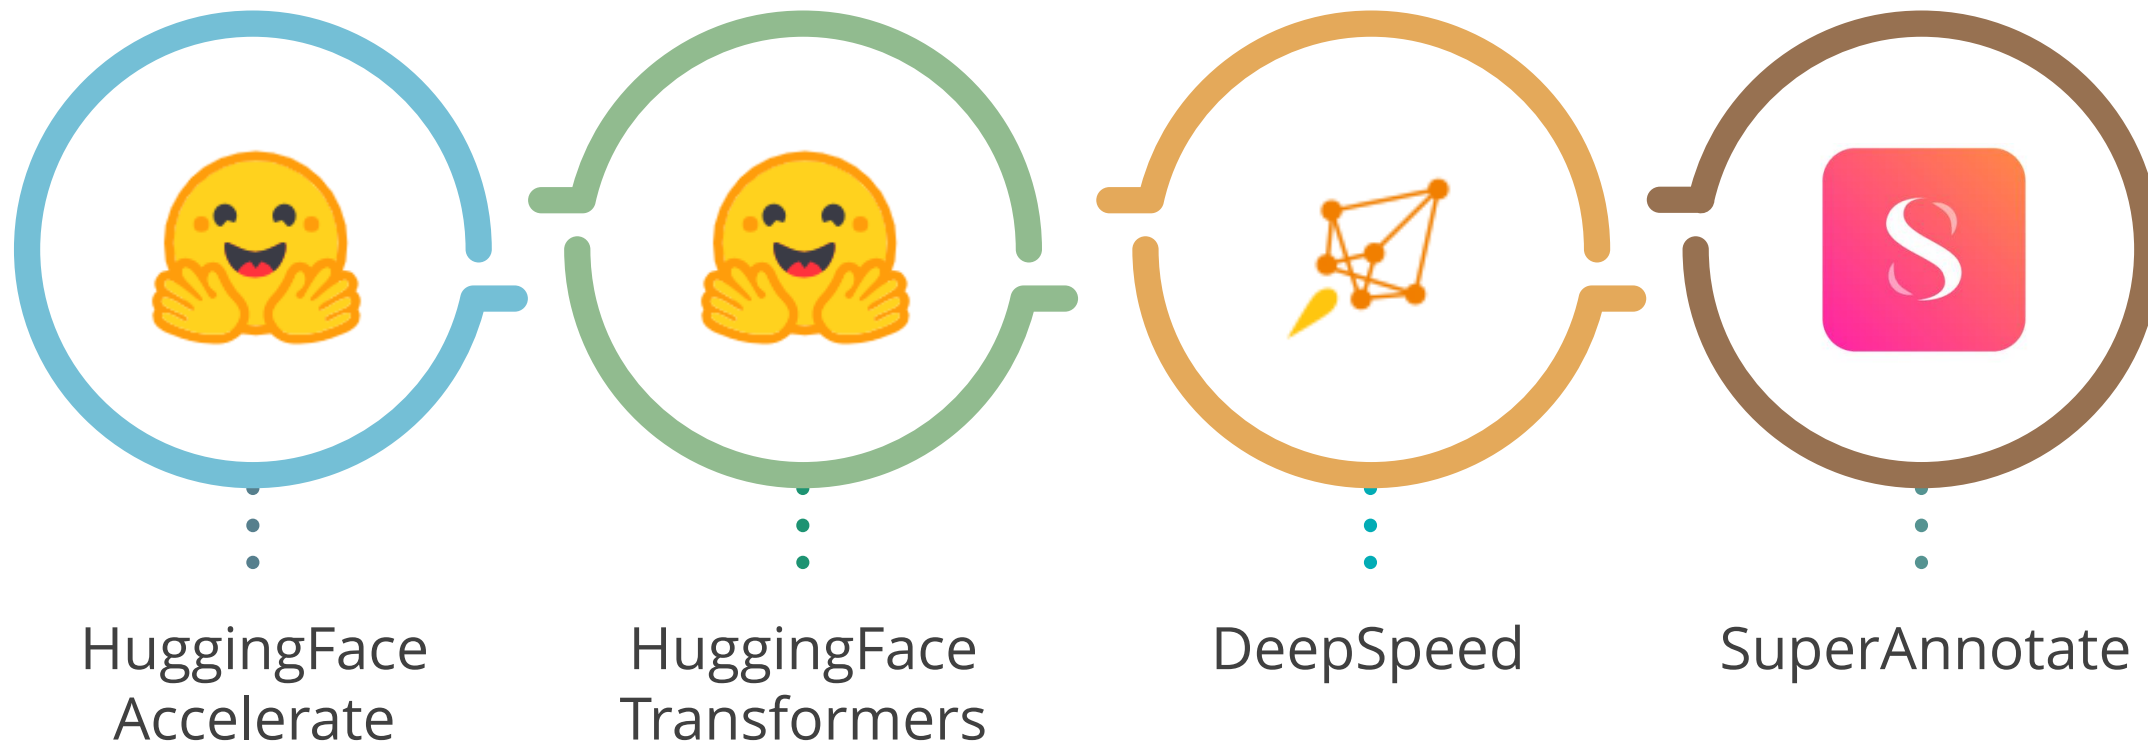 HuggingFace
Accelerate
HuggingFace
Transformers
DeepSpeed
SuperAnnotate